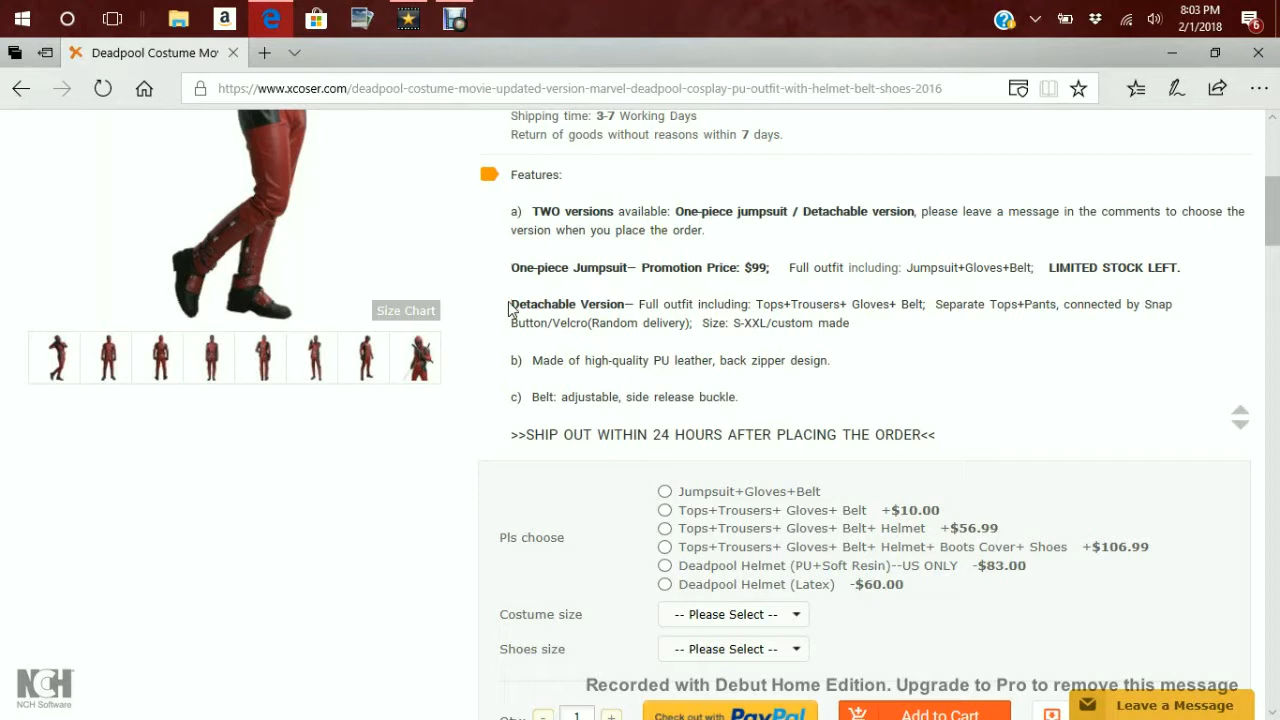 8:03 PM
2/1/2018
6
Deadpool Costume Mov
https://www.xcoser.com/deadpool-costume-movie-updated-version-marvel-deadpool-cosplay-pu-outfit-with-helmet-belt-shoes-2016
Shipping time: 3-7 Working Days
Return of goods without reasons within 7 days.
Features:
a) TWO versions available: One-piece jumpsuit / Detachable version, please leave a message in the comments to choose the
version when you place the order.
One-piece Jumpsuit— Promotion Price: $99; Full outfit including: Jumpsuit+Gloves+Belt; LIMITED STOCK LEFT.
Detachable Version— Full outfit including: Tops+Trousers+ Gloves+ Belt; Separate Tops+Pants, connected by Snap
Button/Velcro(Random delivery); Size: S-XXL/custom made
Size Chart
b) Made of high-quality PU leather, back zipper design.
c) Belt: adjustable, side release buckle.
>>SHIP OUT WITHIN 24 HOURS AFTER PLACING THE ORDER<<
Pls choose
Jumpsuit+Gloves+Belt
Tops+Trousers+ Gloves+ Belt +$10.00
Tops+Trousers+ Gloves+ Belt+ Helmet +$56.99
Tops+Trousers+ Gloves+ Belt+ Helmet+ Boots Cover+ Shoes +$106.99
Deadpool Helmet (PU+Soft Resin)--US ONLY -$83.00
Deadpool Helmet (Latex) -$60.00
Costume size -- Please Select --
Shoes size -- Please Select --
NCH
NCH Software
Recorded with Debut Home Edition. Upgrade to Pro to remove this message
Qty: - 1 +
Check out with PayPal
Add to Cart
Leave a Message